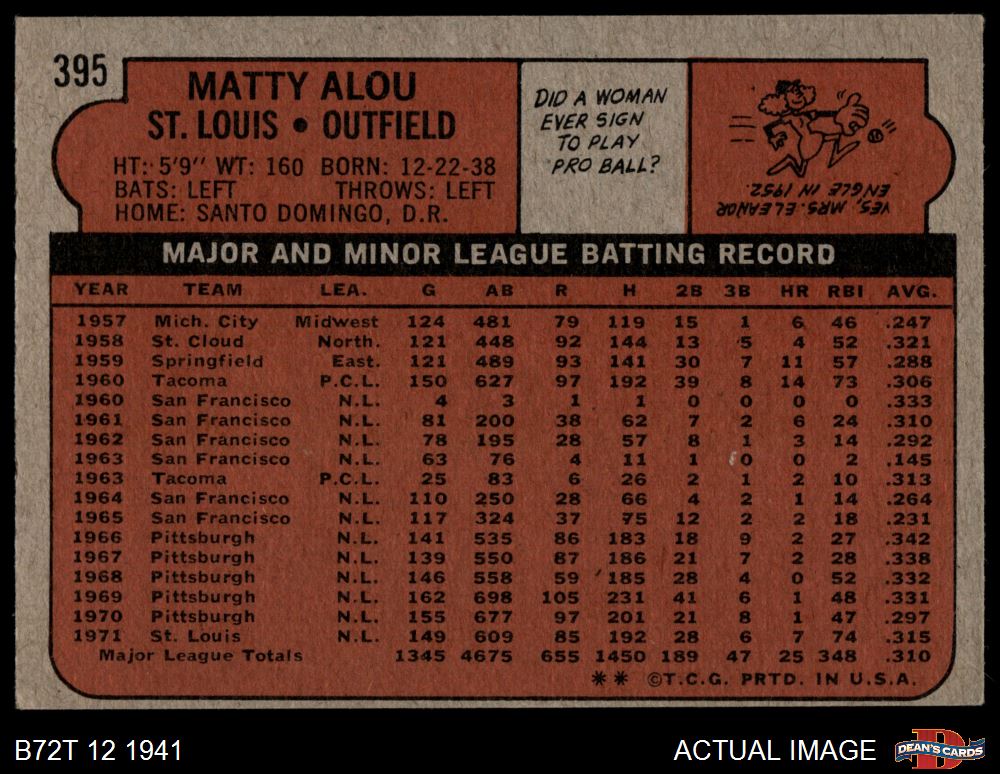 395
MATTY ALOU
ST. LOUIS • OUTFIELD
HT: 5'9" WT: 160 BORN: 12-22-38
BATS: LEFT THROWS: LEFT
HOME: SANTO DOMINGO, D.R.
DID A WOMAN
EVER SIGN
TO PLAY
PRO BALL?
YES, MRS. ELEANOR
ENGLE IN 1952.
MAJOR AND MINOR LEAGUE BATTING RECORD
YEAR TEAM LEA. G AB R H 2B 3B HR RBI AVG.
1957 Mich. City Midwest 124 481 79 119 15 1 6 46 .247
1958 St. Cloud North. 121 448 92 144 13 5 4 52 .321
1959 Springfield East. 121 489 93 141 30 7 11 57 .288
1960 Tacoma P.C.L. 150 627 97 192 39 8 14 73 .306
1960 San Francisco N.L. 4 3 1 1 0 0 0 0 .333
1961 San Francisco N.L. 81 200 38 62 7 2 6 24 .310
1962 San Francisco N.L. 78 195 28 57 8 1 3 14 .292
1963 San Francisco N.L. 63 76 4 11 1 0 0 2 .145
1963 Tacoma P.C.L. 25 83 6 26 2 1 2 10 .313
1964 San Francisco N.L. 110 250 28 66 4 2 1 14 .264
1965 San Francisco N.L. 117 324 37 75 12 2 2 18 .231
1966 Pittsburgh N.L. 141 535 86 183 18 9 2 27 .342
1967 Pittsburgh N.L. 139 550 87 186 21 7 2 28 .338
1968 Pittsburgh N.L. 146 558 59 185 28 4 0 52 .332
1969 Pittsburgh N.L. 162 698 105 231 41 6 1 48 .331
1970 Pittsburgh N.L. 155 677 97 201 21 8 1 47 .297
1971 St. Louis N.L. 149 609 85 192 28 6 7 74 .315
Major League Totals 1345 4675 655 1450 189 47 25 348 .310
** ©T.C.G. PRTD. IN U.S.A.
B72T 12 1941
ACTUAL IMAGE
D
DEAN'S CARDS